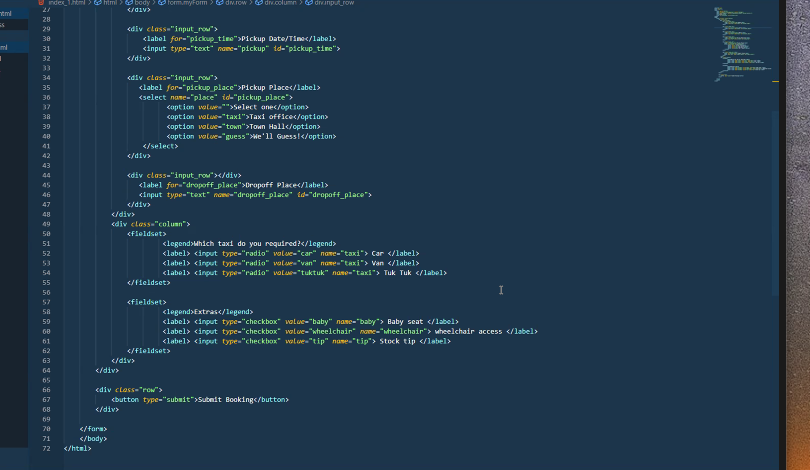 html
index_1.html > html > body > form.myForm > div.row > div.column > div.input_row
27 </div>
28
29 <div class="input_row">
30 <label for="pickup_time">Pickup Date/Time</label>
31 <input type="text" name="pickup" id="pickup_time">
32 </div>
33
34 <div class="input_row">
35 <label for="pickup_place">Pickup Place</label>
36 <select name="place" id="pickup_place">
37 <option value="">Select one</option>
38 <option value="taxi">Taxi office</option>
39 <option value="town">Town Hall</option>
40 <option value="guess">We'll Guess!</option>
41 </select>
42 </div>
43
44 <div class="input_row"></div>
45 <label for="dropoff_place">Dropoff Place</label>
46 <input type="text" name="dropoff_place" id="dropoff_place">
47 </div>
48 </div>
49 <div class="column">
50 <fieldset>
51 <legend>Which taxi do you required?</legend>
52 <label> <input type="radio" value="car" name="taxi"> Car </label>
53 <label> <input type="radio" value="van" name="taxi"> Van </label>
54 <label> <input type="radio" value="tuktuk" name="taxi"> Tuk Tuk </label>
55 </fieldset>
56
57 <fieldset>
58 <legend>Extras</legend>
59 <label> <input type="checkbox" value="baby" name="baby"> Baby seat </label>
60 <label> <input type="checkbox" value="wheelchair" name="wheelchair"> wheelchair access </label>
61 <label> <input type="checkbox" value="tip" name="tip"> Stock tip </label>
62 </fieldset>
63 </div>
64 </div>
65
66 <div class="row">
67 <button type="submit">Submit Booking</button>
68 </div>
69
70 </form>
71 </body>
72 </html>